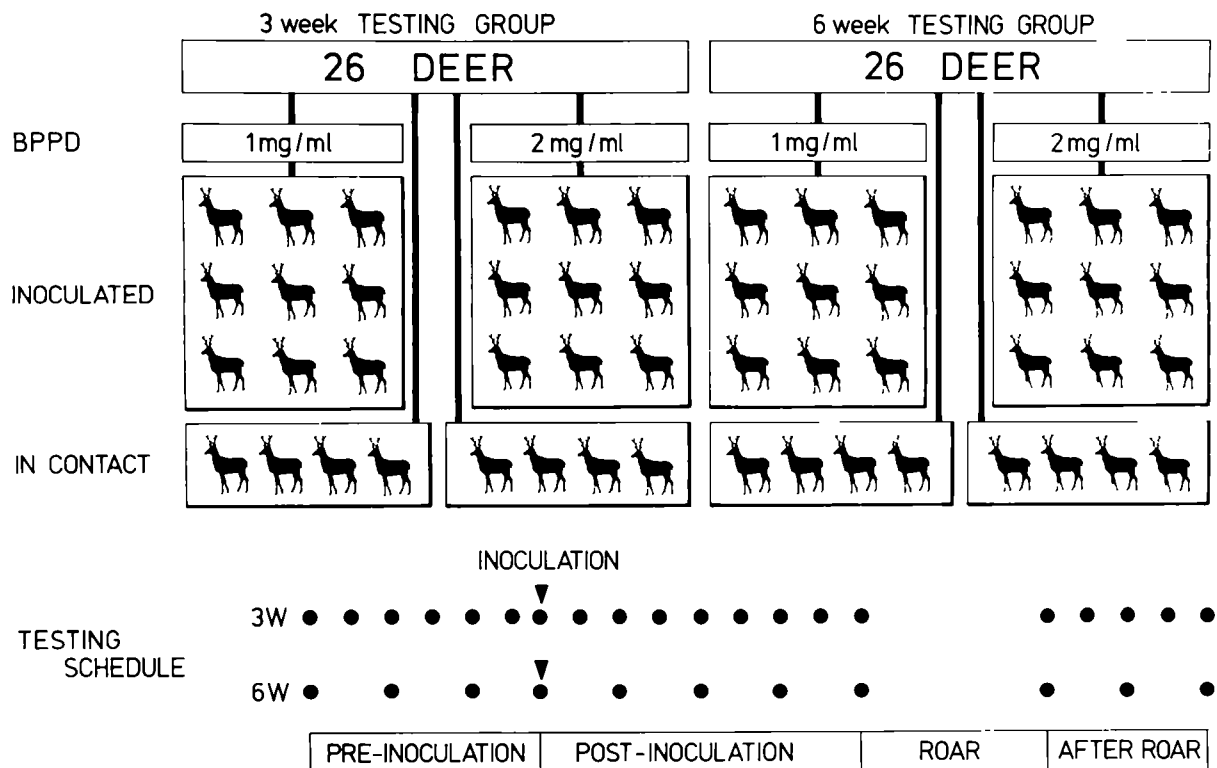 3 week TESTING GROUP
6 week TESTING GROUP
26 DEER
26 DEER
BPPD
1mg/ml
2mg/ml
1mg/ml
2mg/ml
INOCULATED
IN CONTACT
INOCULATION
TESTING
SCHEDULE
3W
6W
PRE-INOCULATION
POST-INOCULATION
ROAR
AFTER ROAR